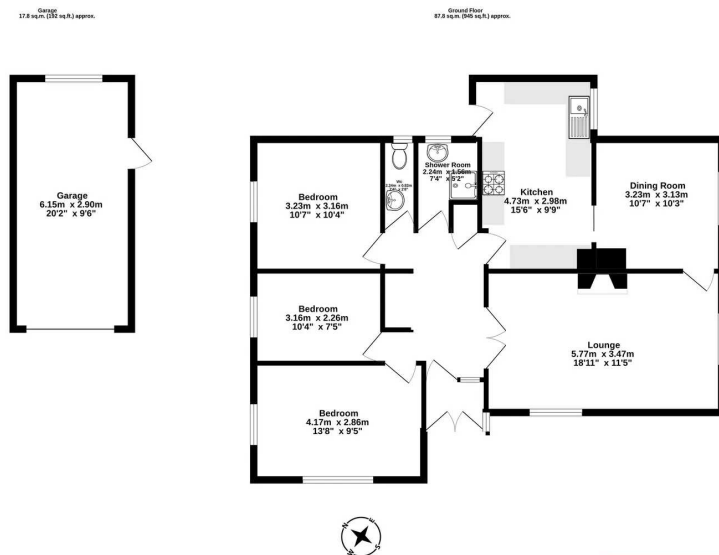 Garage
17.8 sq.m. (192 sq.ft.) approx.
Ground Floor
87.8 sq.m. (945 sq.ft.) approx.
Garage
6.15m x 2.90m
20'2" x 9'6"
Bedroom
3.23m x 3.16m
10'7" x 10'4"
Shower Room
2.24m x 1.56m
7'4" x 5'2"
Kitchen
4.73m x 2.98m
15'6" x 9'9"
Dining Room
3.23m x 3.13m
10'7" x 10'3"
Bedroom
3.16m x 2.26m
10'4" x 7'5"
Lounge
5.77m x 3.47m
18'11" x 11'5"
Bedroom
4.17m x 2.86m
13'8" x 9'5"
N
S